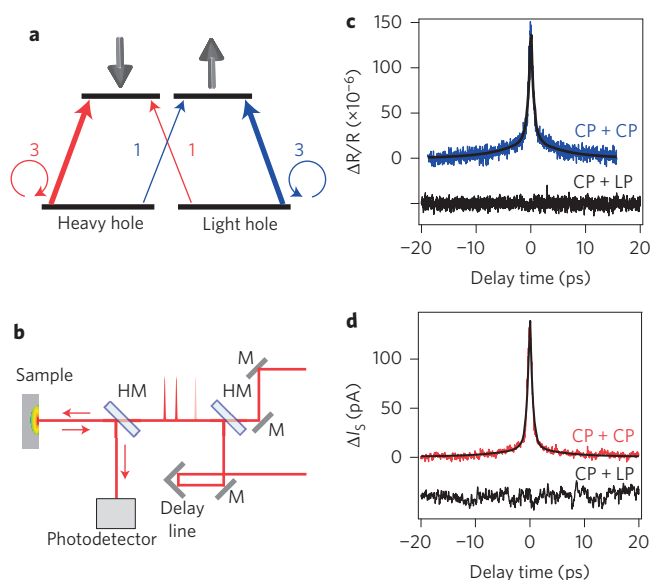 a
3
1
1
3
Heavy hole
Light hole
b
Sample
HM
HM
M
M
M
Delay
line
Photodetector
c
ΔR/R (×10⁻⁶)
150
100
50
0
CP + CP
CP + LP
−20
−10
0
10
20
Delay time (ps)
d
ΔIS (pA)
100
50
0
CP + CP
CP + LP
−20
−10
0
10
20
Delay time (ps)